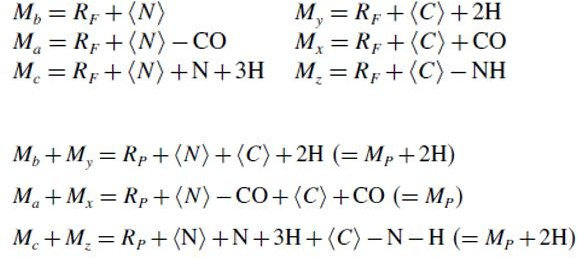 M_b = R_F + ⟨N⟩ M_y = R_F + ⟨C⟩ + 2H
M_a = R_F + ⟨N⟩ − CO M_x = R_F + ⟨C⟩ + CO
M_c = R_F + ⟨N⟩ + N + 3H M_z = R_F + ⟨C⟩ − NH
M_b + M_y = R_P + ⟨N⟩ + ⟨C⟩ + 2H (= M_P + 2H)
M_a + M_x = R_P + ⟨N⟩ − CO + ⟨C⟩ + CO (= M_P)
M_c + M_z = R_P + ⟨N⟩ + N + 3H + ⟨C⟩ − N − H (= M_P + 2H)